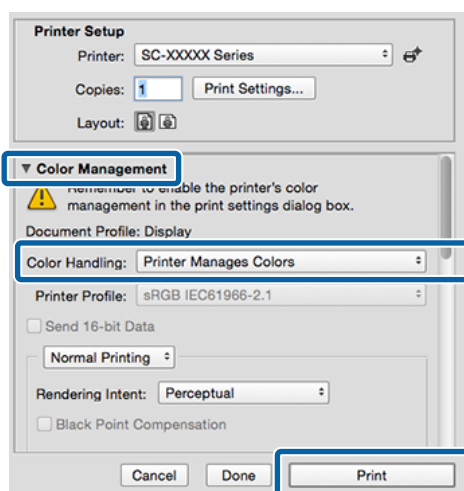 Printer Setup
Printer: SC-XXXXX Series
Copies: 1 Print Settings...
Layout:
▼ Color Management
Remember to enable the printer's color
management in the print settings dialog box.
Document Profile: Display
Color Handling: Printer Manages Colors
Printer Profile: sRGB IEC61966-2.1
Send 16-bit Data
Normal Printing
Rendering Intent: Perceptual
Black Point Compensation
Cancel Done Print